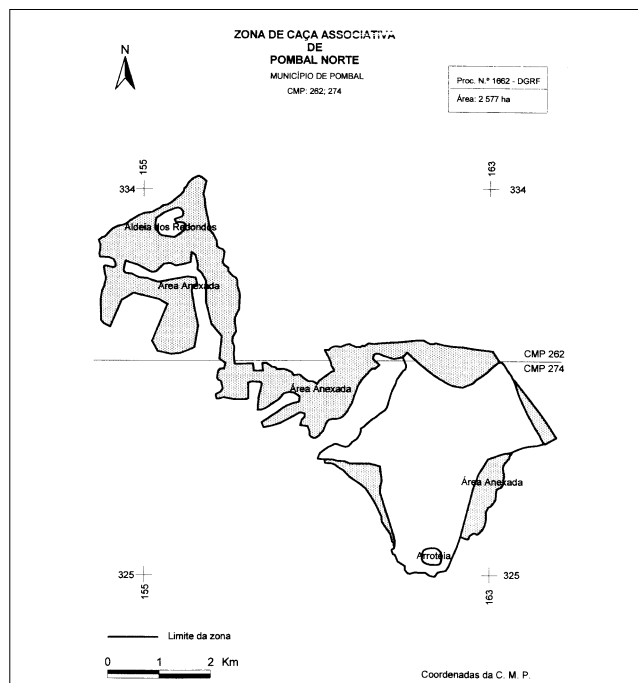 ZONA DE CAÇA ASSOCIATIVA
DE
POMBAL NORTE
MUNICÍPIO DE POMBAL
CMP: 262; 274
N
Proc. N.º 1662 - DGRF
Área: 2 577 ha
155
163
334
334
Aldeia dos Redondos
Área Anexada
CMP 262
CMP 274
Área Anexada
Área Anexada
Arroteia
325
325
155
163
Limite da zona
0 1 2 Km
Coordenadas da C. M. P.